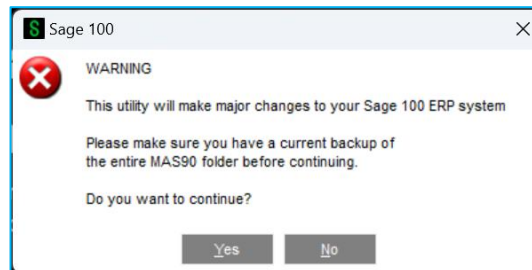 S Sage 100
WARNING
This utility will make major changes to your Sage 100 ERP system
Please make sure you have a current backup of
the entire MAS90 folder before continuing.
Do you want to continue?
Yes No